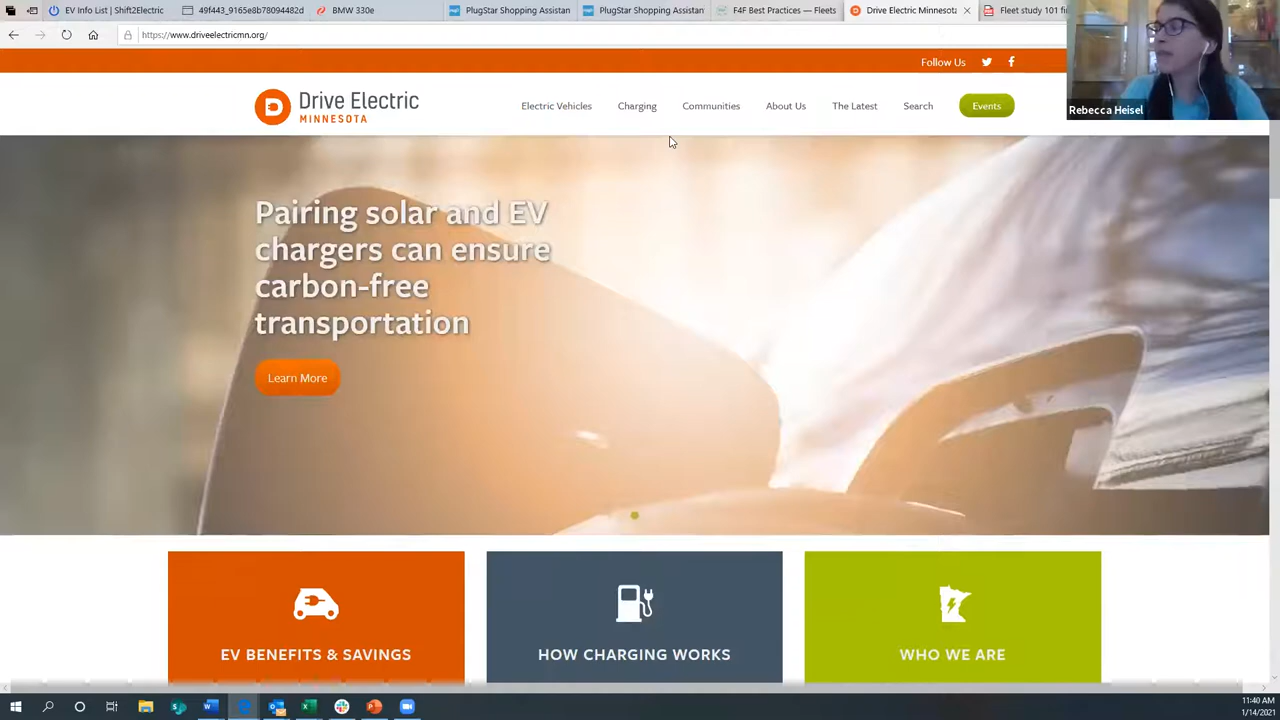 EV Info List | Shift2Electric
49f443_9165e8b78094482d
BMW 330e
PlugStar Shopping Assistan
PlugStar Shopping Assistan
F4F Best Practices — Fleets
Drive Electric Minnesota
Fleet study 101 fi
https://www.driveelectricmn.org/
Follow Us
Rebecca Heisel
D
Drive Electric
MINNESOTA
Electric Vehicles
Charging
Communities
About Us
The Latest
Search
Events
Pairing solar and EV
chargers can ensure
carbon-free
transportation
Learn More
EV BENEFITS & SAVINGS
HOW CHARGING WORKS
WHO WE ARE
11:40 AM
1/14/2021